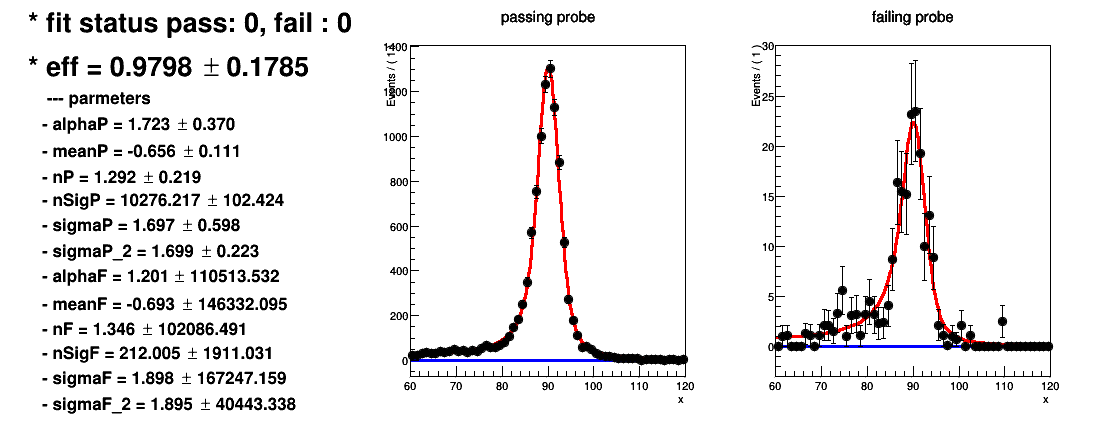 * fit status pass: 0, fail : 0
* eff = 0.9798 ± 0.1785
--- parmeters
- alphaP = 1.723 ± 0.370
- meanP = -0.656 ± 0.111
- nP = 1.292 ± 0.219
- nSigP = 10276.217 ± 102.424
- sigmaP = 1.697 ± 0.598
- sigmaP_2 = 1.699 ± 0.223
- alphaF = 1.201 ± 110513.532
- meanF = -0.693 ± 146332.095
- nF = 1.346 ± 102086.491
- nSigF = 212.005 ± 1911.031
- sigmaF = 1.898 ± 167247.159
- sigmaF_2 = 1.895 ± 40443.338
passing probe
Events / ( 1 )
1400
1200
1000
800
600
400
200
0
60 70 80 90 100 110 120
x
failing probe
Events / ( 1 )
30
25
20
15
10
5
0
60 70 80 90 100 110 120
x